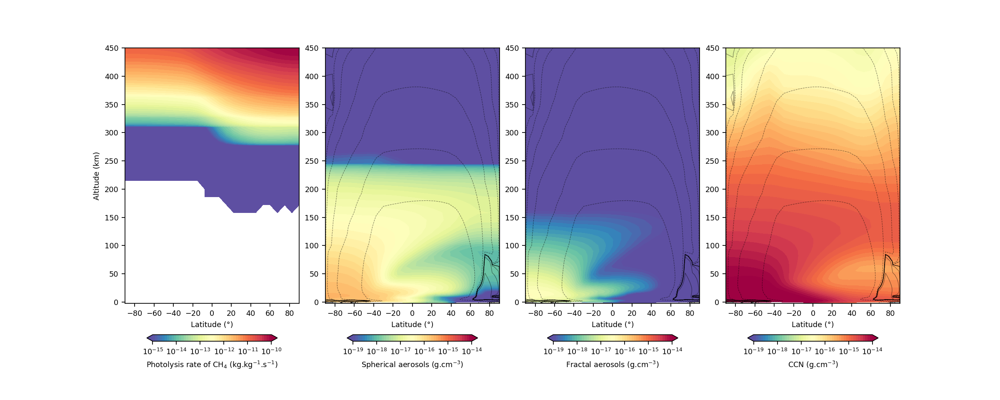 450 450 450 450
400 400 400 400
350 350 350 350
300 300 300 300
250 250 250 250
200 200 200 200
150 150 150 150
100 100 100 100
50 50 50 50
0 0 0 0
Altitude (km)
−80 −60 −40 −20 0 20 40 60 80 −80 −60 −40 −20 0 20 40 60 80 −80 −60 −40 −20 0 20 40 60 80 −80 −60 −40 −20 0 20 40 60 80
Latitude (°) Latitude (°) Latitude (°) Latitude (°)
10⁻¹⁵ 10⁻¹⁴ 10⁻¹³ 10⁻¹² 10⁻¹¹ 10⁻¹⁰ 10⁻¹⁹ 10⁻¹⁸ 10⁻¹⁷ 10⁻¹⁶ 10⁻¹⁵ 10⁻¹⁴ 10⁻¹⁹ 10⁻¹⁸ 10⁻¹⁷ 10⁻¹⁶ 10⁻¹⁵ 10⁻¹⁴ 10⁻¹⁹ 10⁻¹⁸ 10⁻¹⁷ 10⁻¹⁶ 10⁻¹⁵ 10⁻¹⁴
Photolysis rate of CH₄ (kg.kg⁻¹.s⁻¹) Spherical aerosols (g.cm⁻³) Fractal aerosols (g.cm⁻³) CCN (g.cm⁻³)